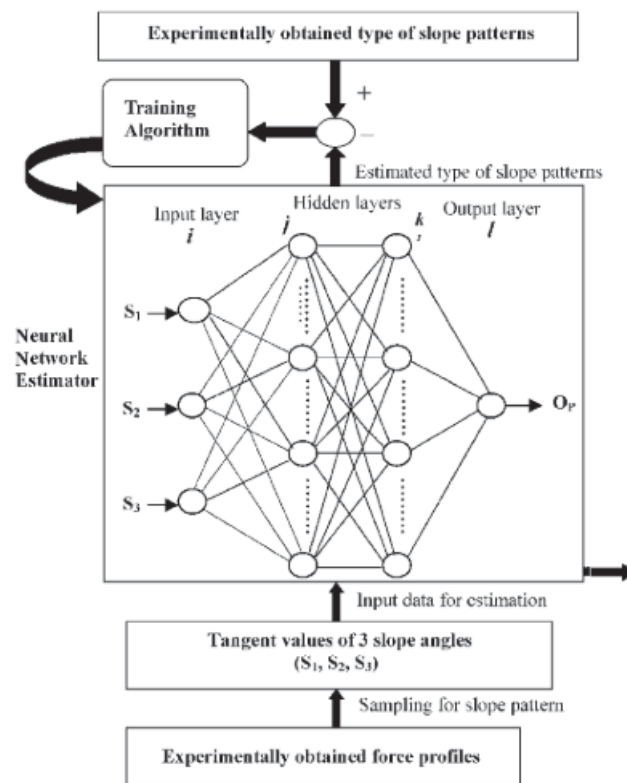 Experimentally obtained type of slope patterns
+
Training
Algorithm
–
Estimated type of slope patterns
Input layer
i
Hidden layers
j
k
Output layer
l
S₁
S₂
S₃
Neural
Network
Estimator
Oₚ
Input data for estimation
Tangent values of 3 slope angles
(S₁, S₂, S₃)
Sampling for slope pattern
Experimentally obtained force profiles